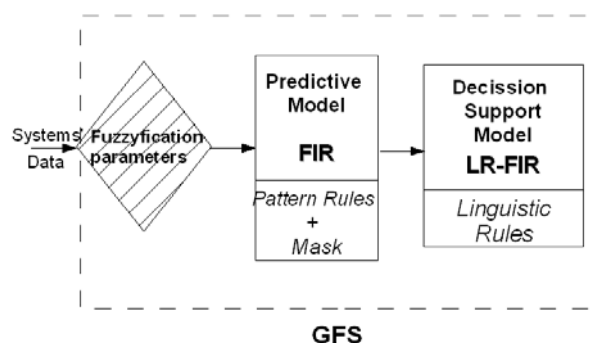 Systems'
Data
Fuzzyfication
parameters
Predictive
Model
FIR
Pattern Rules
+
Mask
Decission
Support
Model
LR-FIR
Linguistic
Rules
GFS